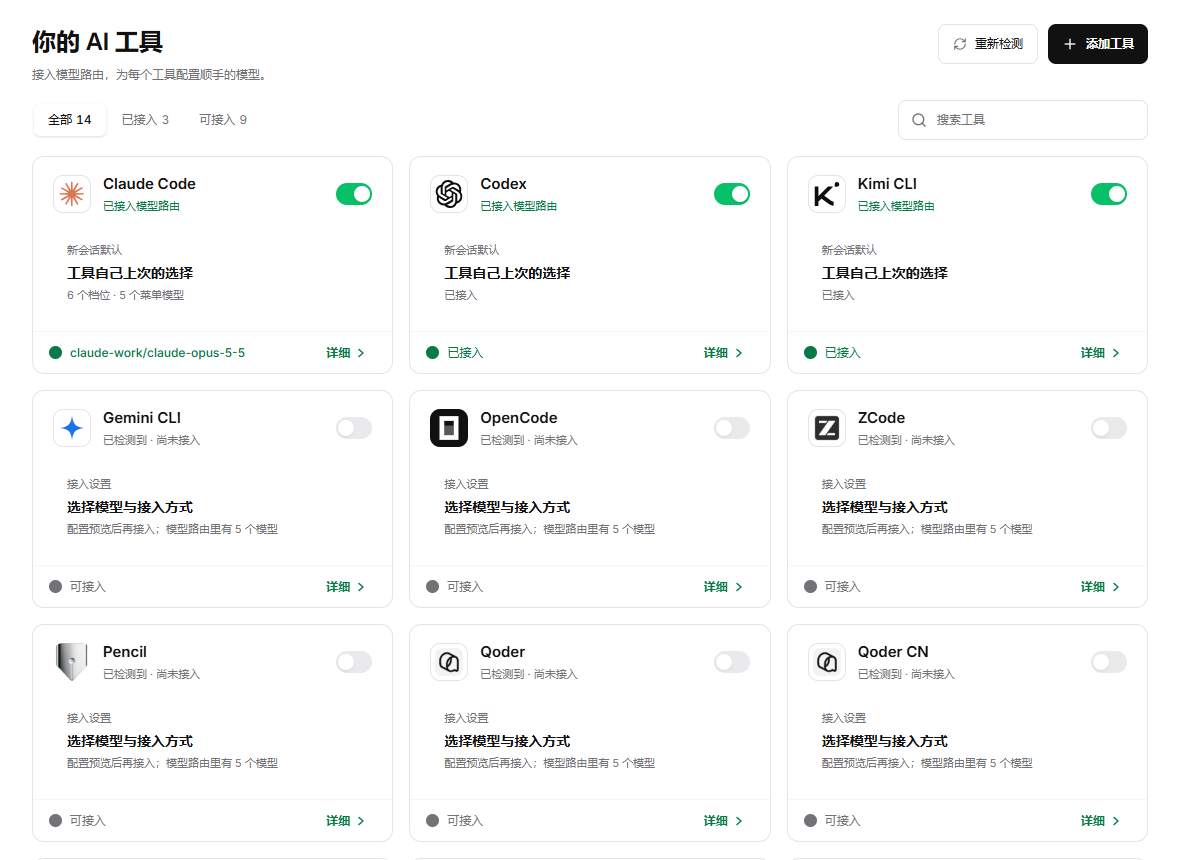 你的 AI 工具
重新检测
添加工具
接入模型路由，为每个工具配置顺手的模型。
全部 14
已接入 3
可接入 9
搜索工具
Claude Code
已接入模型路由
新会话默认
工具自己上次的选择
6 个档位 · 5 个菜单模型
claude-work/claude-opus-5-5
详细
Codex
已接入模型路由
新会话默认
工具自己上次的选择
已接入
已接入
详细
Kimi CLI
已接入模型路由
新会话默认
工具自己上次的选择
已接入
已接入
详细
Gemini CLI
已检测到 · 尚未接入
接入设置
选择模型与接入方式
配置预览后再接入；模型路由里有 5 个模型
可接入
详细
OpenCode
已检测到 · 尚未接入
接入设置
选择模型与接入方式
配置预览后再接入；模型路由里有 5 个模型
可接入
详细
ZCode
已检测到 · 尚未接入
接入设置
选择模型与接入方式
配置预览后再接入；模型路由里有 5 个模型
可接入
详细
Pencil
已检测到 · 尚未接入
接入设置
选择模型与接入方式
配置预览后再接入；模型路由里有 5 个模型
可接入
详细
Qoder
已检测到 · 尚未接入
接入设置
选择模型与接入方式
配置预览后再接入；模型路由里有 5 个模型
可接入
详细
Qoder CN
已检测到 · 尚未接入
接入设置
选择模型与接入方式
配置预览后再接入；模型路由里有 5 个模型
可接入
详细